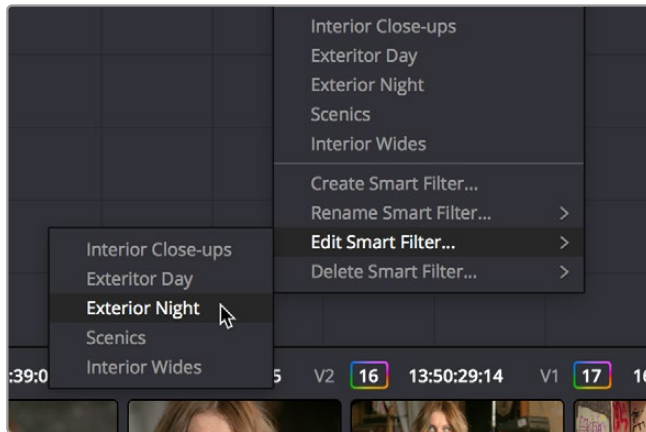 Interior Close-ups
Exteritor Day
Exterior Night
Scenics
Interior Wides
Create Smart Filter...
Rename Smart Filter... >
Edit Smart Filter... >
Delete Smart Filter... >
Interior Close-ups
Exteritor Day
Exterior Night
Scenics
Interior Wides
:39:0 5 V2 16 13:50:29:14 V1 17 16